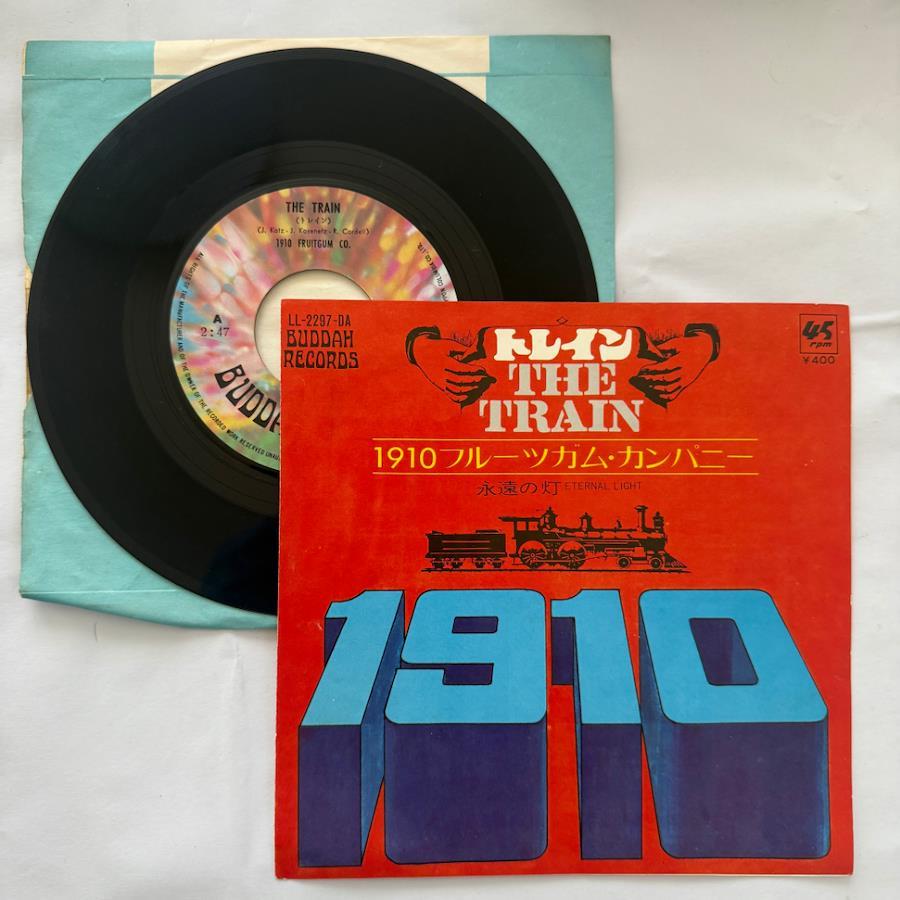 THE TRAIN
(トレイン)
(J. Katz-J. Kasenetz-R. Cordell)
1910 FRUITGUM CO.
A
2:47
LL-2297-DA
BUDDAH
RECORDS
トレイン
THE
TRAIN
45
rpm
¥400
1910フルーツガム・カンパニー
永遠の灯 ETERNAL LIGHT
1910